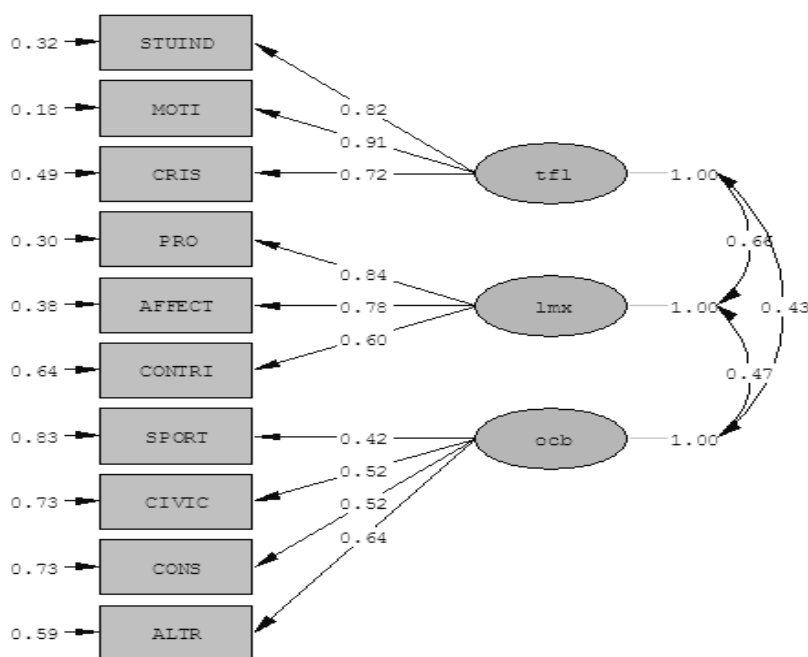 0.32 STUIND
0.82
0.18 MOTI
0.91
0.49 CRIS 0.72 tfl 1.00
0.30 PRO 0.66
0.84
0.38 AFFECT 0.78 lmx 1.00 0.43
0.60
0.64 CONTRI 0.47
0.83 SPORT 0.42 ocb 1.00
0.52
0.73 CIVIC 0.52
0.64
0.73 CONS
0.59 ALTR